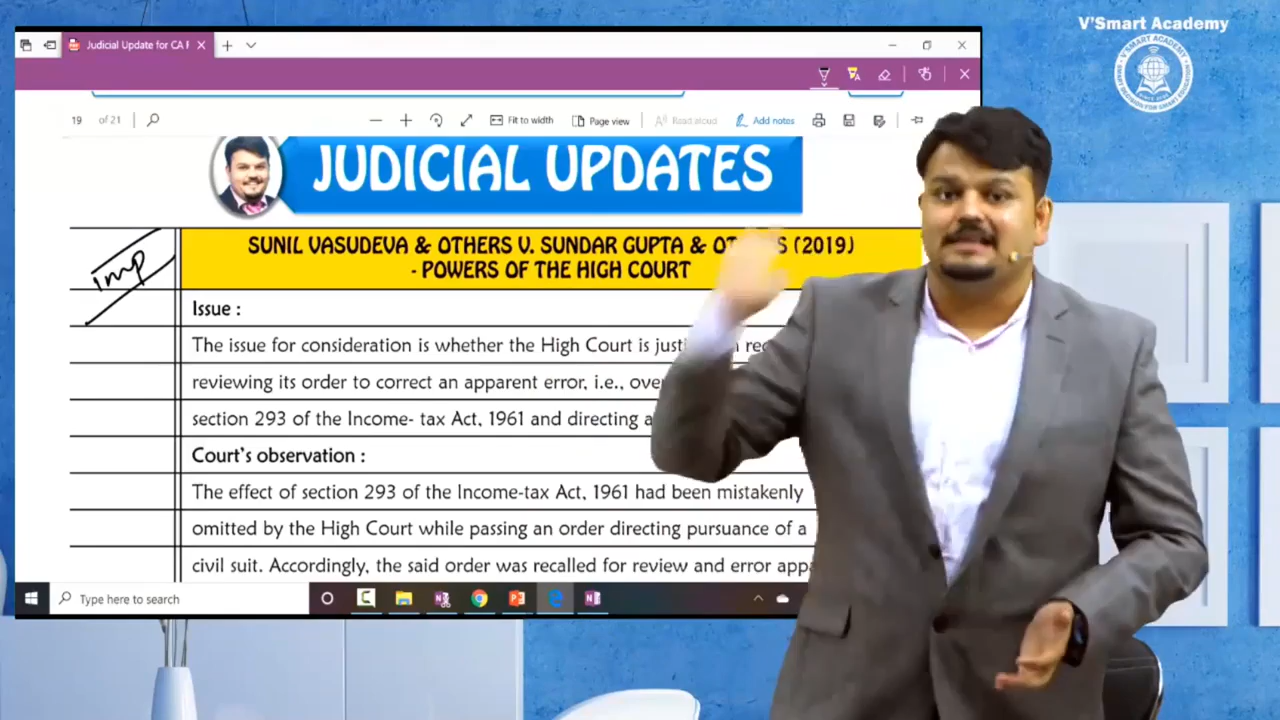 V'Smart Academy
V'SMART ACADEMY
Judicial Update for CA F
19 of 21
Fit to width
Page view
Read aloud
Add notes
JUDICIAL UPDATES
Imp
SUNIL VASUDEVA & OTHERS V. SUNDAR GUPTA & (2019)
- POWERS OF THE HIGH COURT
Issue :
The issue for consideration is whether the High Court is
reviewing its order to correct an apparent error, i.e.,
section 293 of the Income- tax Act, 1961 and directing
Court's observation :
The effect of section 293 of the Income-tax Act, 1961 had been mistakenly
omitted by the High Court while passing an order directing pursuance of a
civil suit. Accordingly, the said order was recalled for review and error
Type here to search